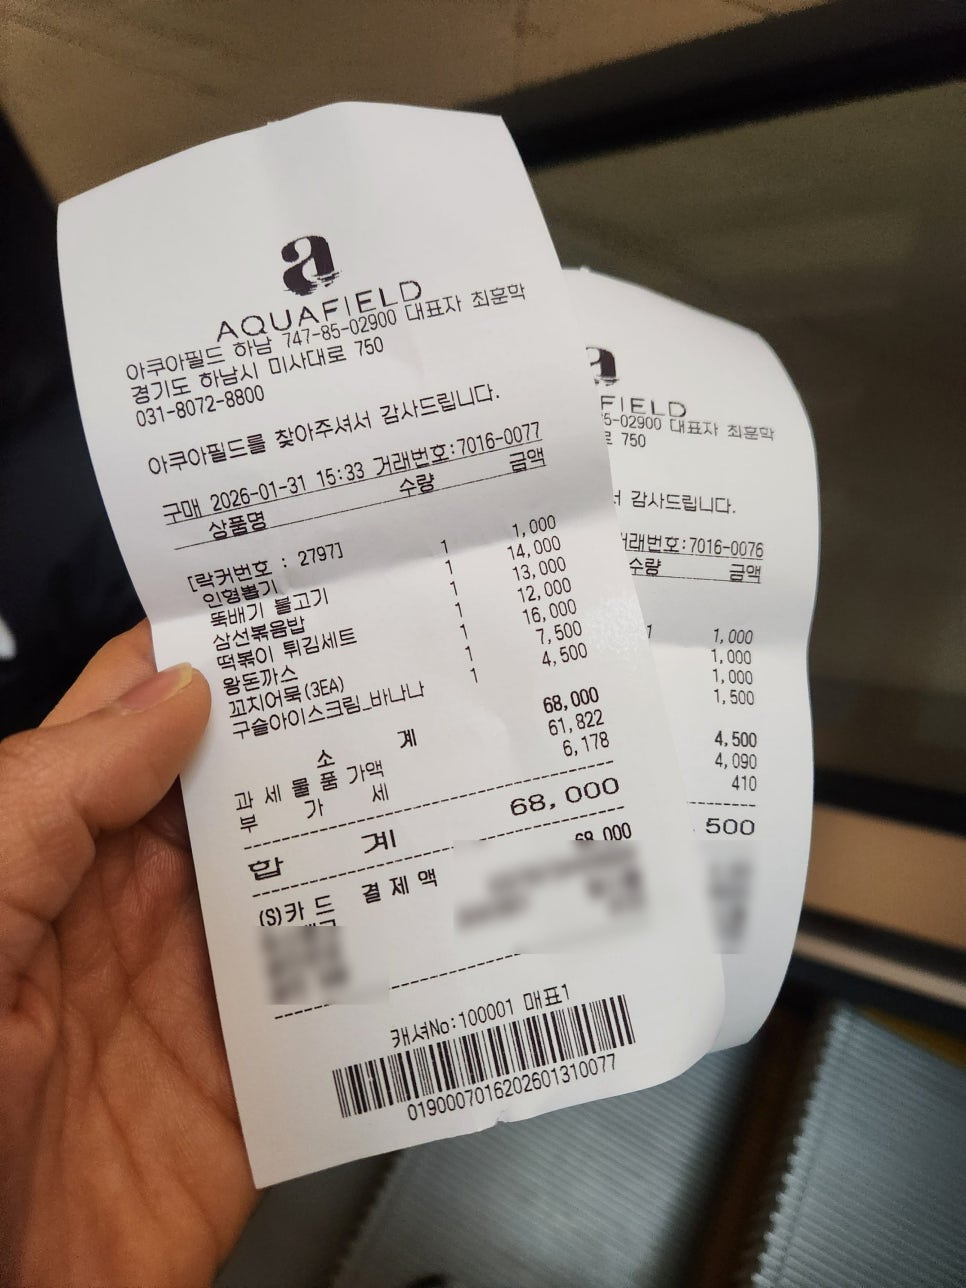 a
AQUAFIELD
아쿠아필드 하남 747-85-02900 대표자 최훈학
경기도 하남시 미사대로 750
031-8072-8800
아쿠아필드를 찾아주셔서 감사드립니다.
구매 2026-01-31 15:33 거래번호:7016-0077
상품명 수량 금액
[락커번호 : 2797]
인형뽑기 1 1,000
뚝배기 불고기 1 14,000
삼선볶음밥 1 13,000
떡볶이 튀김세트 1 12,000
왕돈까스 1 16,000
꼬치어묵(3EA) 1 7,500
구슬아이스크림_바나나 1 4,500
소 계 68,000
과 세 물 품 가액 61,822
부 가 세 6,178
합 계 68,000
결 제 액 68,000
(S)카 드
캐셔No:100001 매표1
0190007016202601310077
a
FIELD
5-02900 대표자 최훈학
로 750
서 감사드립니다.
거래번호:7016-0076
수량 금액
1 1,000
1,000
1,000
1,500
4,500
4,090
410
500